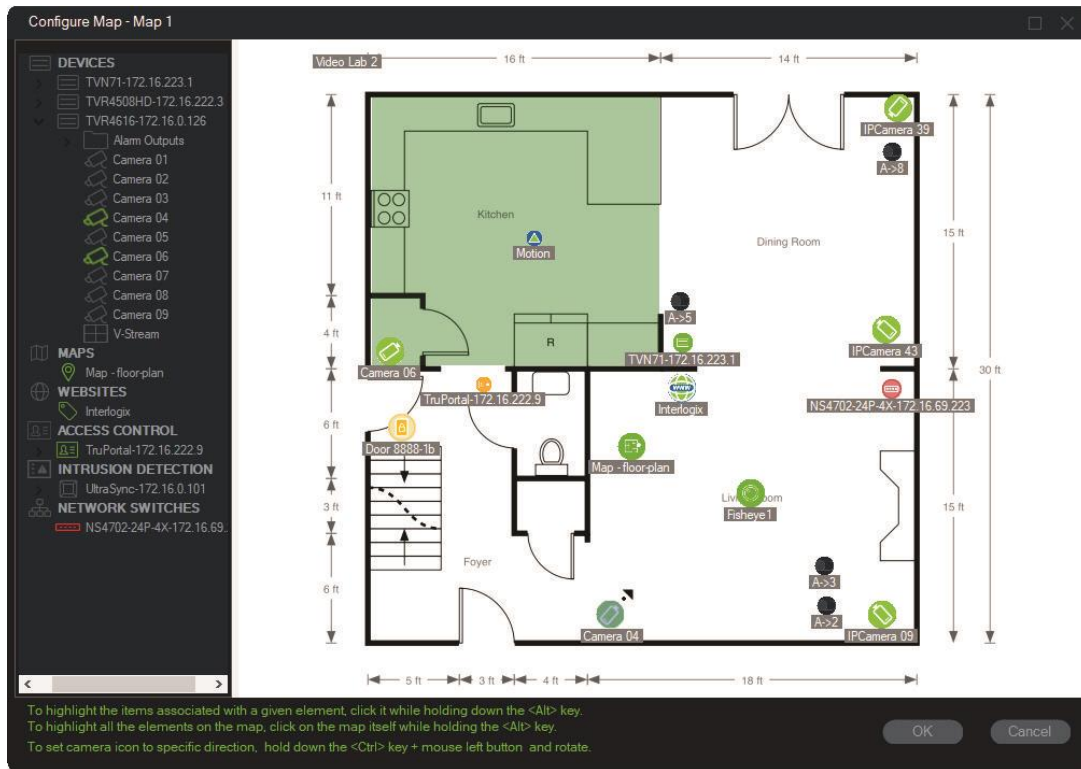 Configure Map - Map 1
DEVICES
TVN71-172.16.223.1
TVR4508HD-172.16.222.3
TVR4616-172.16.0.126
Alarm Outputs
Camera 01
Camera 02
Camera 03
Camera 04
Camera 05
Camera 06
Camera 07
Camera 08
Camera 09
V-Stream
MAPS
Map - floor-plan
WEBSITES
Interlogix
ACCESS CONTROL
TruPortal-172.16.222.9
INTRUSION DETECTION
UltraSync-172.16.0.101
NETWORK SWITCHES
NS4702-24P-4X-172.16.69..
Video Lab 2
16 ft
14 ft
IPCamera 39
A->8
11 ft
Kitchen
Motion
Dining Room
15 ft
A->5
4 ft
R
TVN71-172.16.223.1
IPCamera 43
Camera 06
30 ft
TruPortal-172.16.222.9
www
Interlogix
NS4702-24P-4X-172.16.69.223
6 ft
Door 8888-1b
Map - floor-plan
Living Room
Fisheye1
3 ft
15 ft
Foyer
A->3
6 ft
A->2
Camera 04
IPCamera 09
5 ft
3 ft
4 ft
18 ft
To highlight the items associated with a given element, click it while holding down the <Alt> key.
To highlight all the elements on the map, click on the map itself while holding the <Alt> key.
To set camera icon to specific direction, hold down the <Ctrl> key + mouse left button and rotate.
OK
Cancel